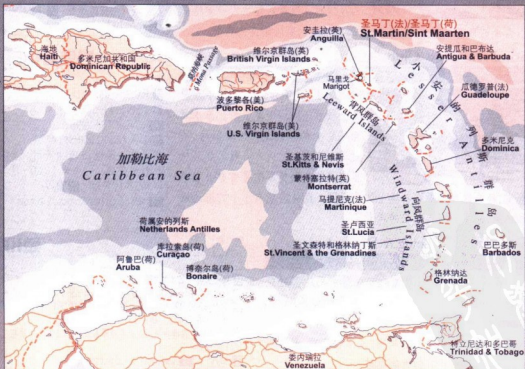 圣马丁(法)/圣马丁(荷)
St.Martin/Sint Maarten
安圭拉(英)
Anguilla
维尔京群岛(英)
British Virgin Islands
安提瓜和巴布达
Antigua & Barbuda
海地
Haiti
多米尼加共和国
Dominican Republic
Mona Passage
马里戈
Marigot
瓜德罗普(法)
Guadeloupe
小安的列斯群岛
Lesser Antilles
波多黎各(美)
Puerto Rico
背风群岛
Leeward Islands
维尔京群岛(美)
U.S. Virgin Islands
多米尼克
Dominica
加勒比海
Caribbean Sea
圣基茨和尼维斯
St.Kitts & Nevis
蒙特塞拉特(英)
Montserrat
马提尼克(法)
Martinique
向风群岛
Windward Islands
荷属安的列斯
Netherlands Antilles
圣卢西亚
St.Lucia
圣文森特和格林纳丁斯
St.Vincent & the Grenadines
巴巴多斯
Barbados
库拉索岛(荷)
Curaçao
阿鲁巴(荷)
Aruba
博奈尔岛(荷)
Bonaire
格林纳达
Grenada
特立尼达和多巴哥
Trinidad & Tobago
委内瑞拉
Venezuela